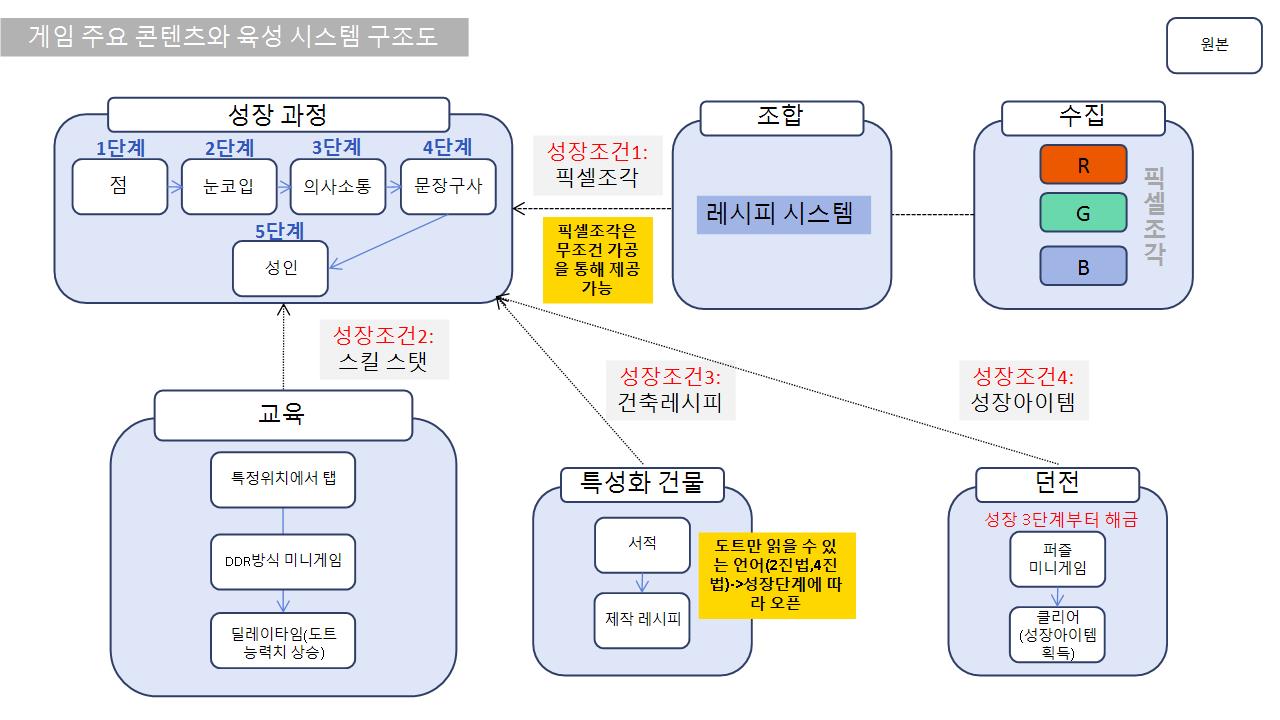 게임 주요 콘텐츠와 육성 시스템 구조도
원본
성장 과정
1단계
2단계
3단계
4단계
점
눈코입
의사소통
문장구사
5단계
성인
성장조건1:
픽셀조각
픽셀조각은
무조건 가공
을 통해 제공
가능
조합
레시피 시스템
수집
R
G
B
픽셀조각
성장조건2:
스킬 스탯
성장조건3:
건축레시피
성장조건4:
성장아이템
교육
특정위치에서 탭
DDR방식 미니게임
딜레이타임(도트
능력치 상승)
특성화 건물
서적
제작 레시피
도트만 읽을 수 있
는 언어(2진법,4진
법)->성장단계에 따
라 오픈
던전
성장 3단계부터 해금
퍼즐
미니게임
클리어
(성장아이템
획득)